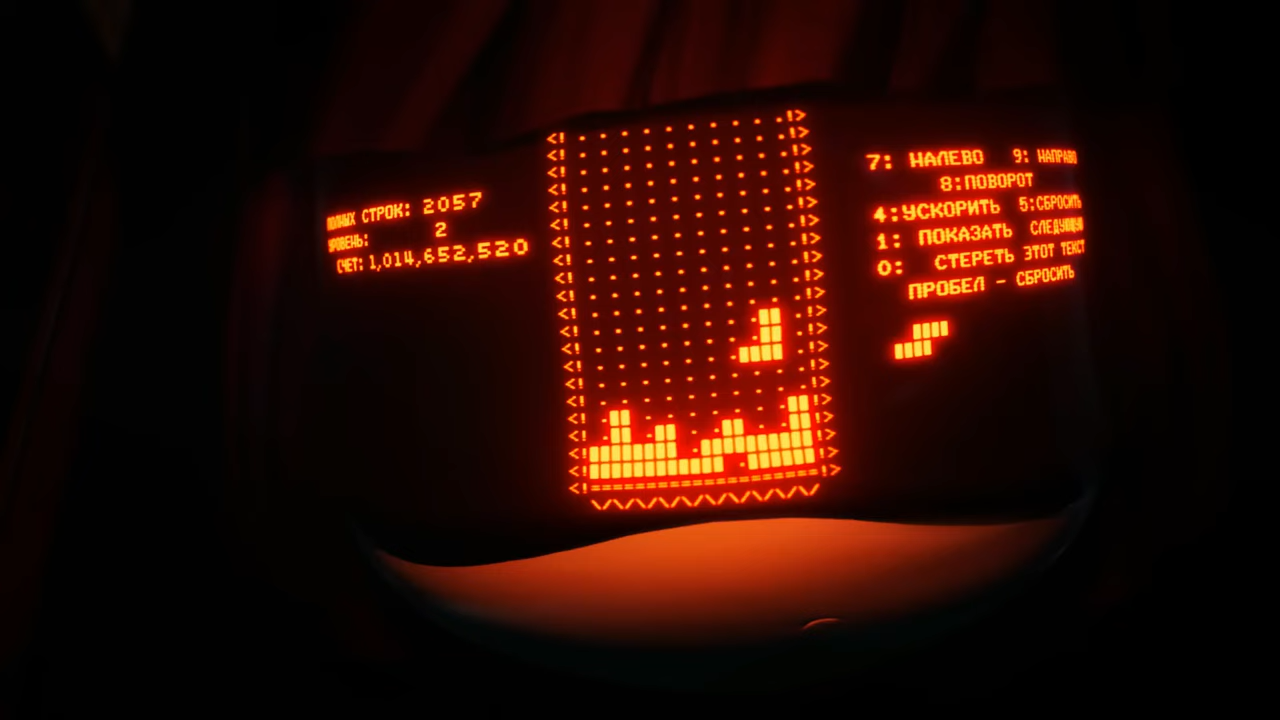 ПОЛНЫХ СТРОК: 2057
УРОВЕНЬ: 2
СЧЕТ: 1,014,652,520
7: НАЛЕВО 9: НАПРАВО
8:ПОВОРОТ
4:УСКОРИТЬ 5:СБРОСИТЬ
1: ПОКАЗАТЬ СЛЕДУЮЩУЮ
0: СТЕРЕТЬ ЭТОТ ТЕКСТ
ПРОБЕЛ - СБРОСИТЬ